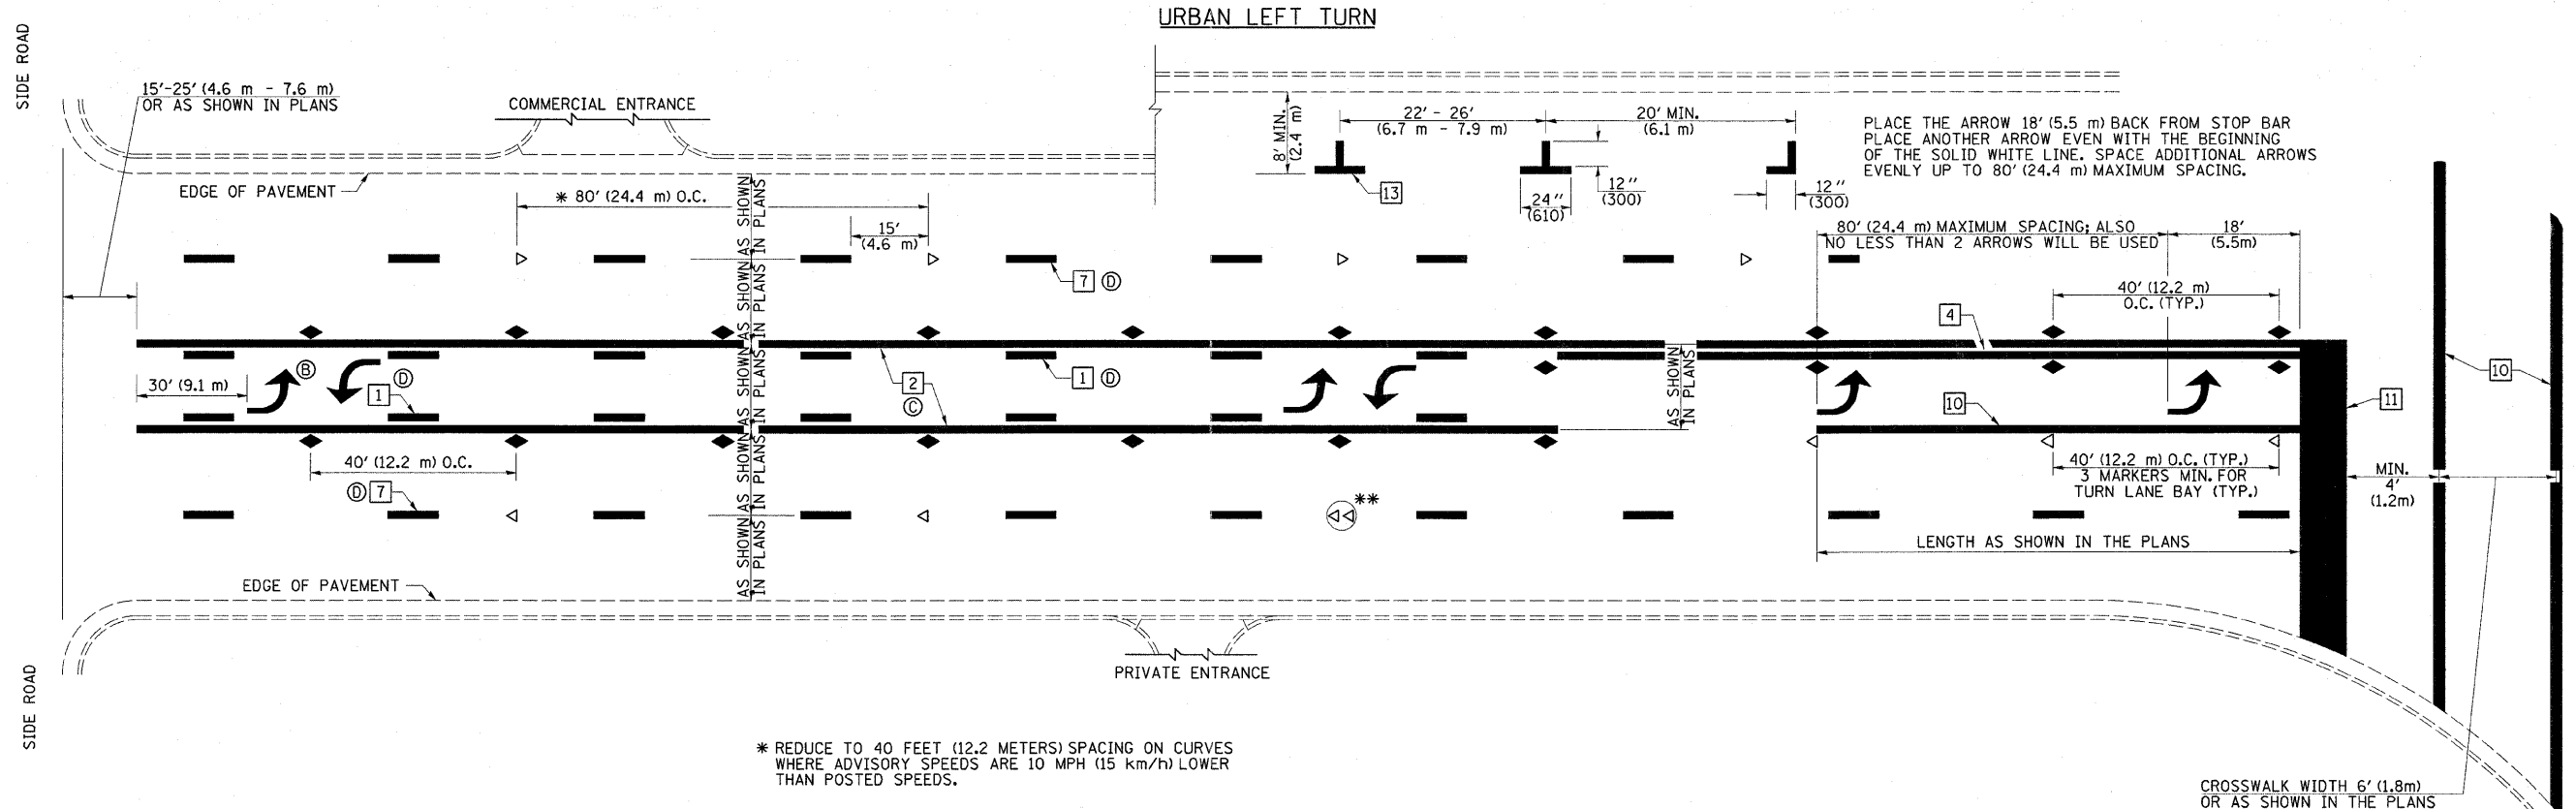 URBAN LEFT TURN
SIDE ROAD
15'-25' (4.6 m - 7.6 m)
OR AS SHOWN IN PLANS
COMMERCIAL ENTRANCE
EDGE OF PAVEMENT
* 80' (24.4 m) O.C.
15'
(4.6 m)
8' MIN.
(2.4 m)
22' - 26'
(6.7 m - 7.9 m)
20' MIN.
(6.1 m)
13
24"
(610)
12"
(300)
12"
(300)
PLACE THE ARROW 18' (5.5 m) BACK FROM STOP BAR
PLACE ANOTHER ARROW EVEN WITH THE BEGINNING
OF THE SOLID WHITE LINE. SPACE ADDITIONAL ARROWS
EVENLY UP TO 80' (24.4 m) MAXIMUM SPACING.
80' (24.4 m) MAXIMUM SPACING; ALSO
NO LESS THAN 2 ARROWS WILL BE USED
18'
(5.5m)
7 D
40' (12.2 m)
O.C. (TYP.)
4
AS SHOWN
IN PLANS
AS SHOWN
IN PLANS
AS SHOWN
IN PLANS
AS SHOWN
IN PLANS
AS SHOWN
IN PLANS
30' (9.1 m)
B
D
1
2
C
1 D
AS SHOWN
IN PLANS
10
11
10
40' (12.2 m) O.C.
D 7
**
40' (12.2 m) O.C. (TYP.)
3 MARKERS MIN. FOR
TURN LANE BAY (TYP.)
MIN.
4'
(1.2m)
LENGTH AS SHOWN IN THE PLANS
EDGE OF PAVEMENT
SIDE ROAD
PRIVATE ENTRANCE
* REDUCE TO 40 FEET (12.2 METERS) SPACING ON CURVES
WHERE ADVISORY SPEEDS ARE 10 MPH (15 km/h) LOWER
THAN POSTED SPEEDS.
CROSSWALK WIDTH 6' (1.8m)
OR AS SHOWN IN THE PLANS